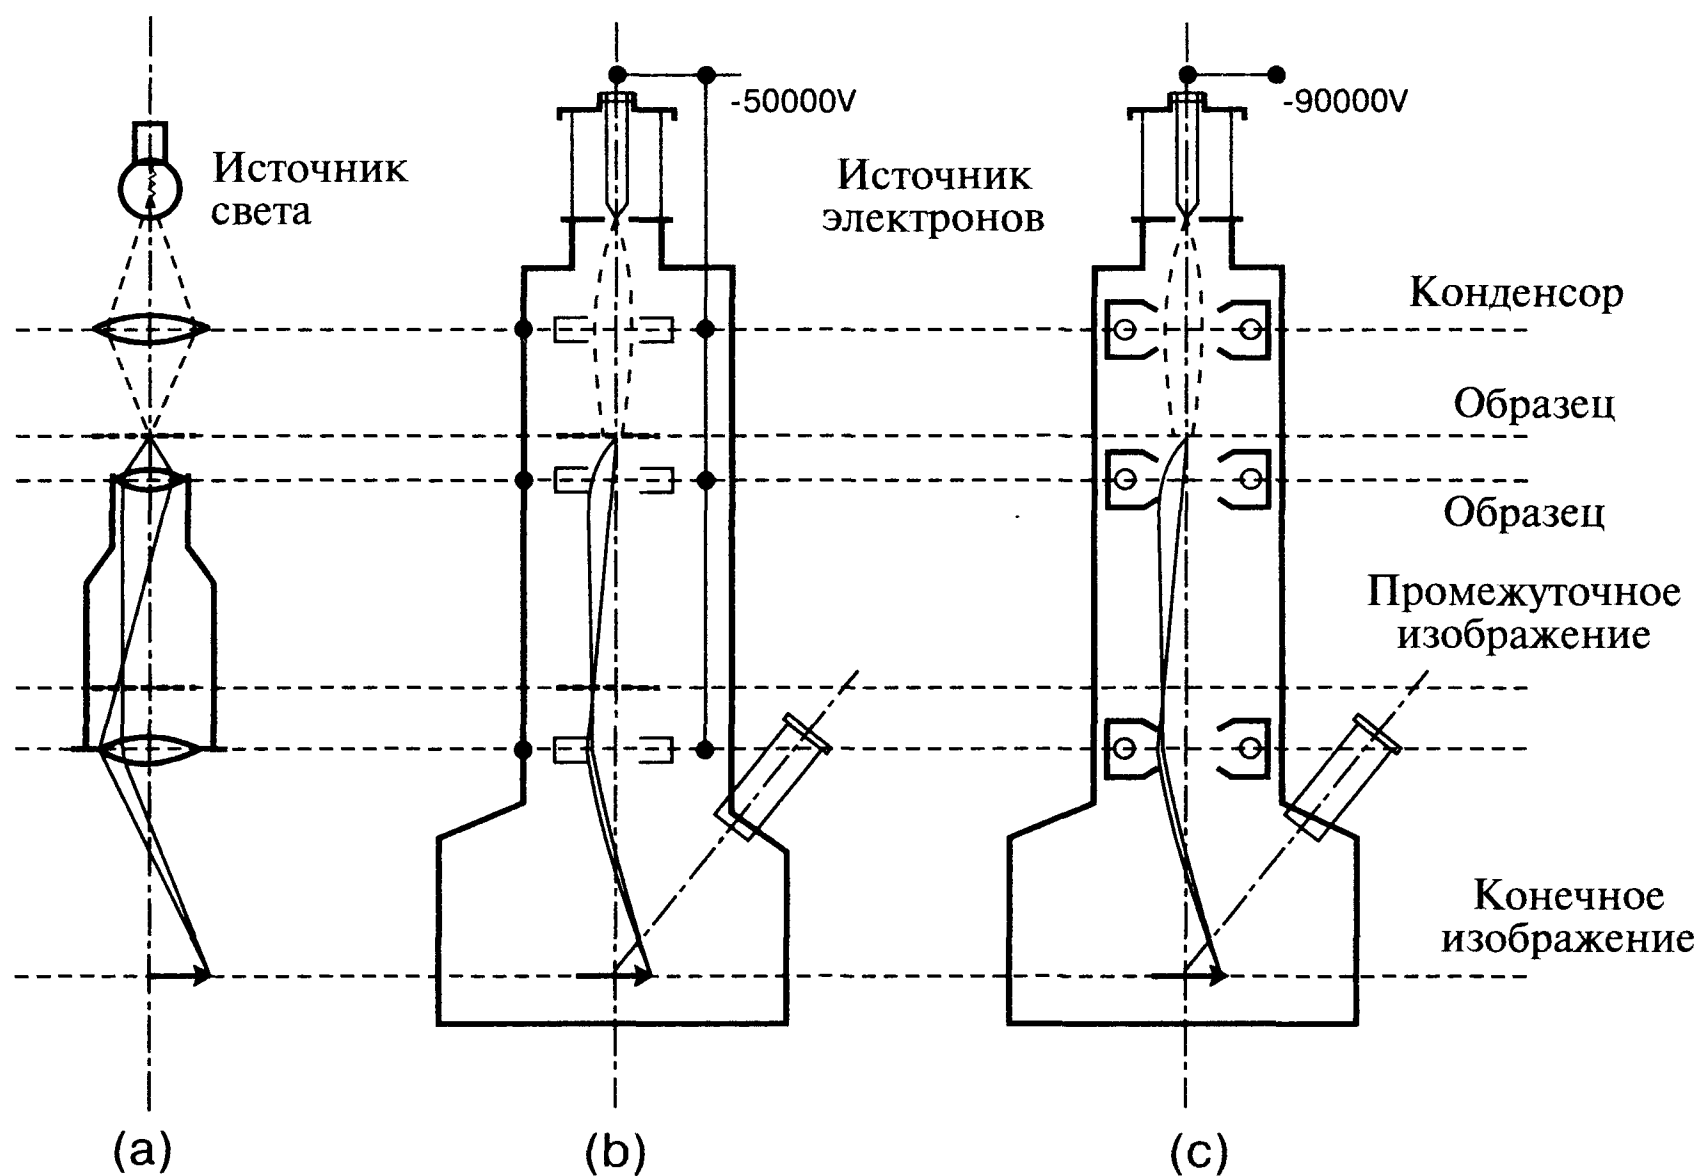 -50000V
-90000V
Источник
света
Источник
электронов
Конденсор
Образец
Образец
Промежуточное
изображение
Конечное
изображение
(a)
(b)
(c)